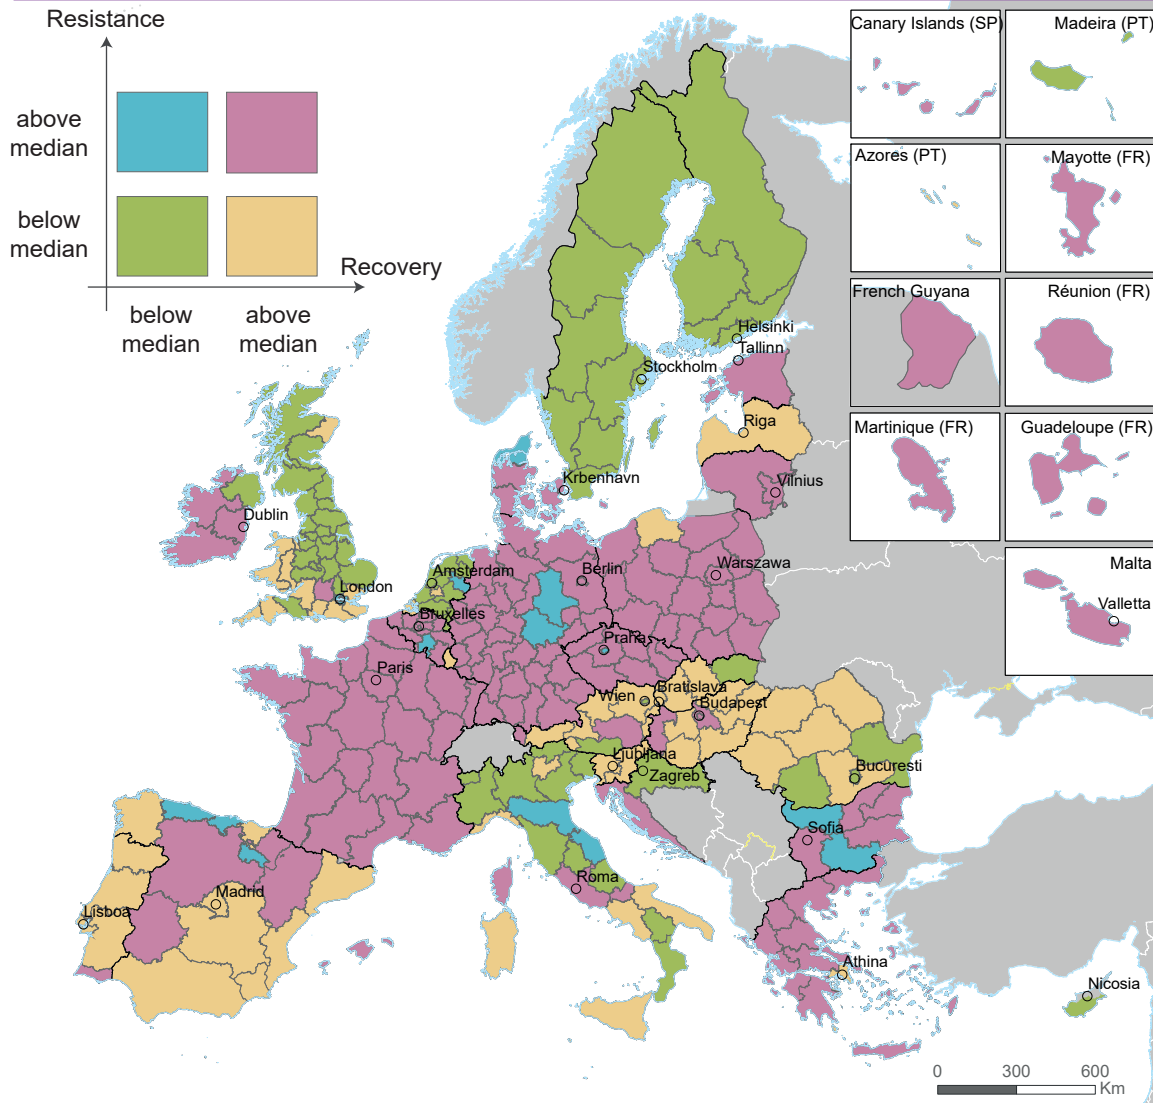 Resistance
above
median
below
median
Recovery
below
median
above
median
Canary Islands (SP)
Madeira (PT)
Azores (PT)
Mayotte (FR)
French Guyana
Réunion (FR)
Martinique (FR)
Guadeloupe (FR)
Malta
Valletta
Helsinki
Tallinn
Stockholm
Riga
Krbenhavn
Vilnius
Dublin
London
Amsterdam
Berlin
Warszawa
Bruxelles
Praha
Paris
Wien
Bratislava
Budapest
Ljubljana
Zagreb
Bucuresti
Sofia
Roma
Madrid
Lisboa
Athina
Nicosia
0 300 600
Km